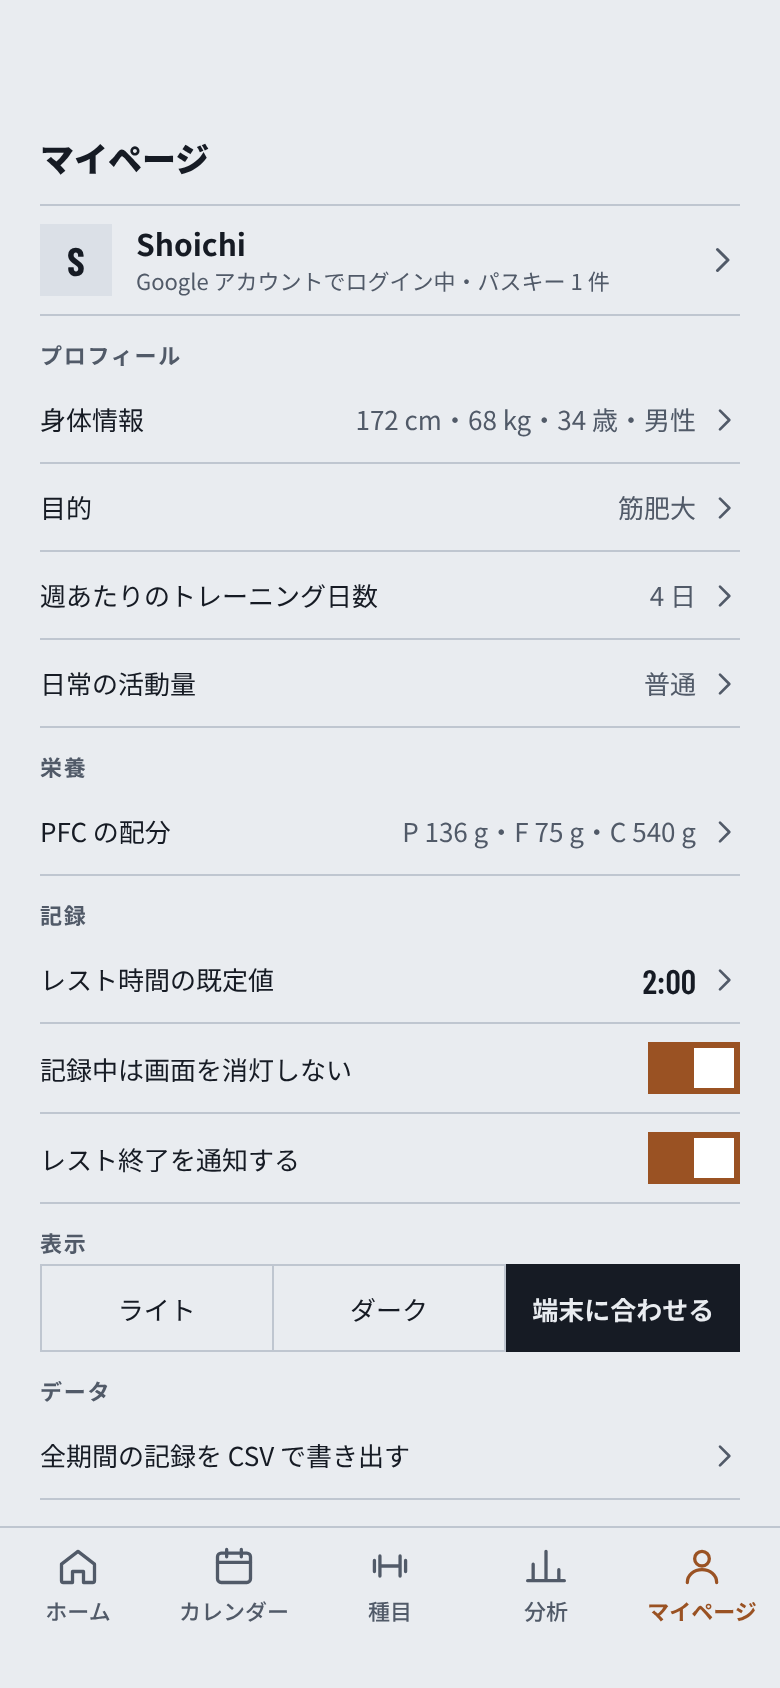 マイページ
S
Shoichi
Google アカウントでログイン中・パスキー 1 件
プロフィール
身体情報 172 cm・68 kg・34 歳・男性
目的 筋肥大
週あたりのトレーニング日数 4 日
日常の活動量 普通
栄養
PFC の配分 P 136 g・F 75 g・C 540 g
記録
レスト時間の既定値 2:00
記録中は画面を消灯しない
レスト終了を通知する
表示
ライト ダーク 端末に合わせる
データ
全期間の記録を CSV で書き出す
ホーム カレンダー 種目 分析 マイページ